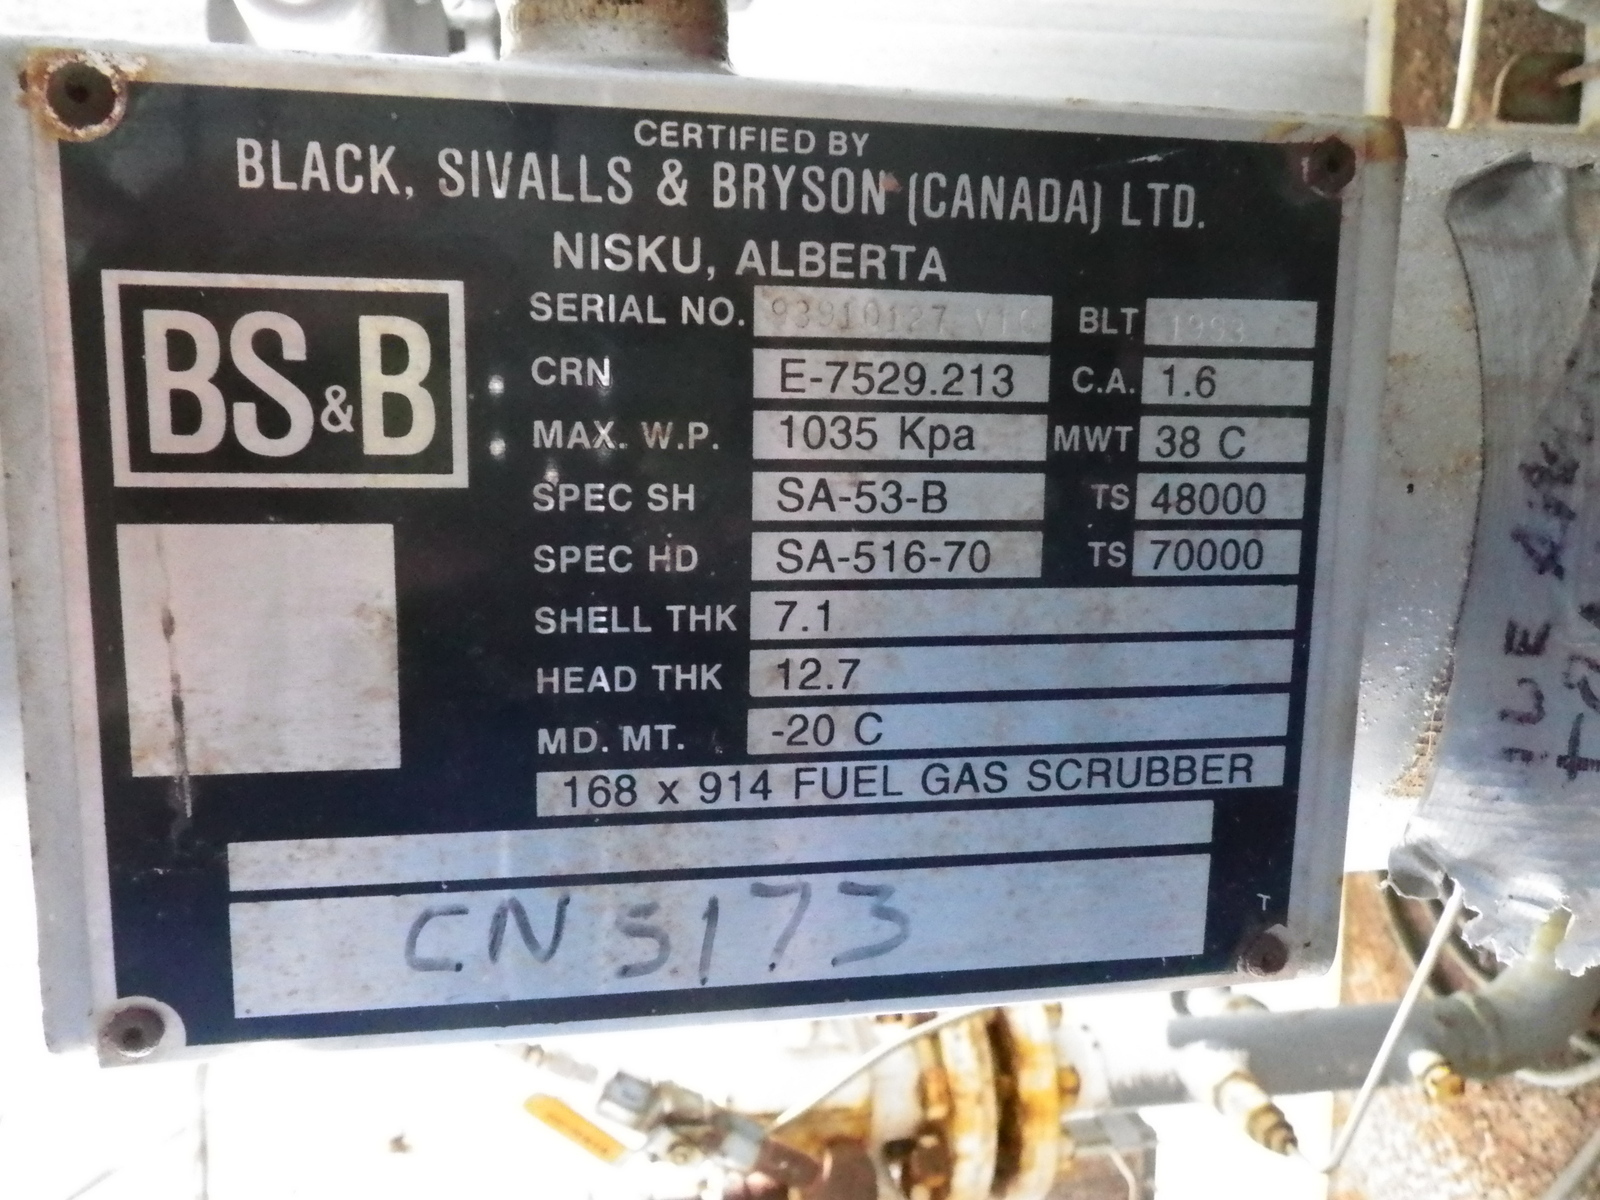 CERTIFIED BY
BLACK, SIVALLS & BRYSON (CANADA) LTD.
NISKU, ALBERTA
BS&B
SERIAL NO. 93910127 BLT 1993
CRN E-7529.213 C.A. 1.6
MAX. W.P. 1035 Kpa MWT 38 C
SPEC SH SA-53-B TS 48000
SPEC HD SA-516-70 TS 70000
SHELL THK 7.1
HEAD THK 12.7
MD. MT. -20 C
168 x 914 FUEL GAS SCRUBBER
CN 5173
T